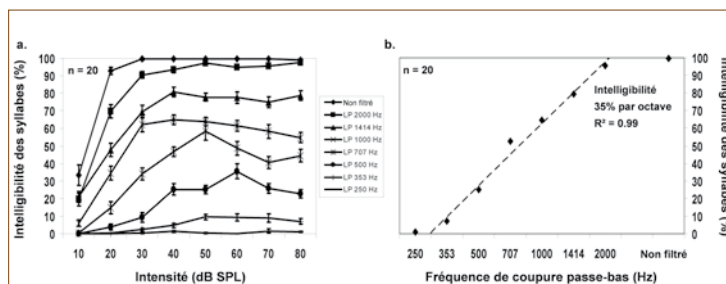 a.
n = 20
Intelligibilité des syllabes (%)
100
90
80
70
60
50
40
30
20
10
0
10 20 30 40 50 60 70 80
Intensité (dB SPL)
Non filtré
LP 2000 Hz
LP 1414 Hz
LP 1000 Hz
LP 707 Hz
LP 500 Hz
LP 353 Hz
LP 250 Hz
b.
n = 20
Intelligibilité
35% par octave
R² = 0.99
100
90
80
70
60
50
40
30
20
10
0
Intelligibilité des syllabes (%)
250 353 500 707 1000 1414 2000 Non filtré
Fréquence de coupure passe-bas (Hz)